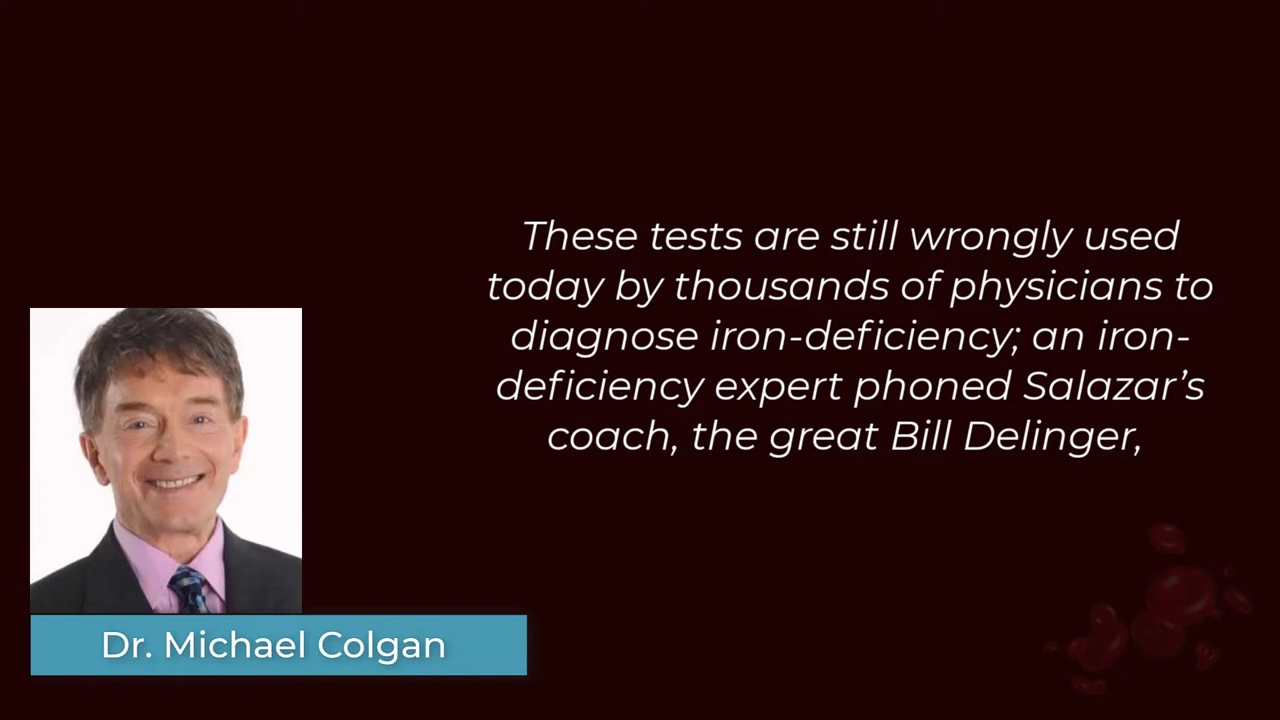 These tests are still wrongly used
today by thousands of physicians to
diagnose iron-deficiency; an iron-
deficiency expert phoned Salazar’s
coach, the great Bill Delinger,
Dr. Michael Colgan